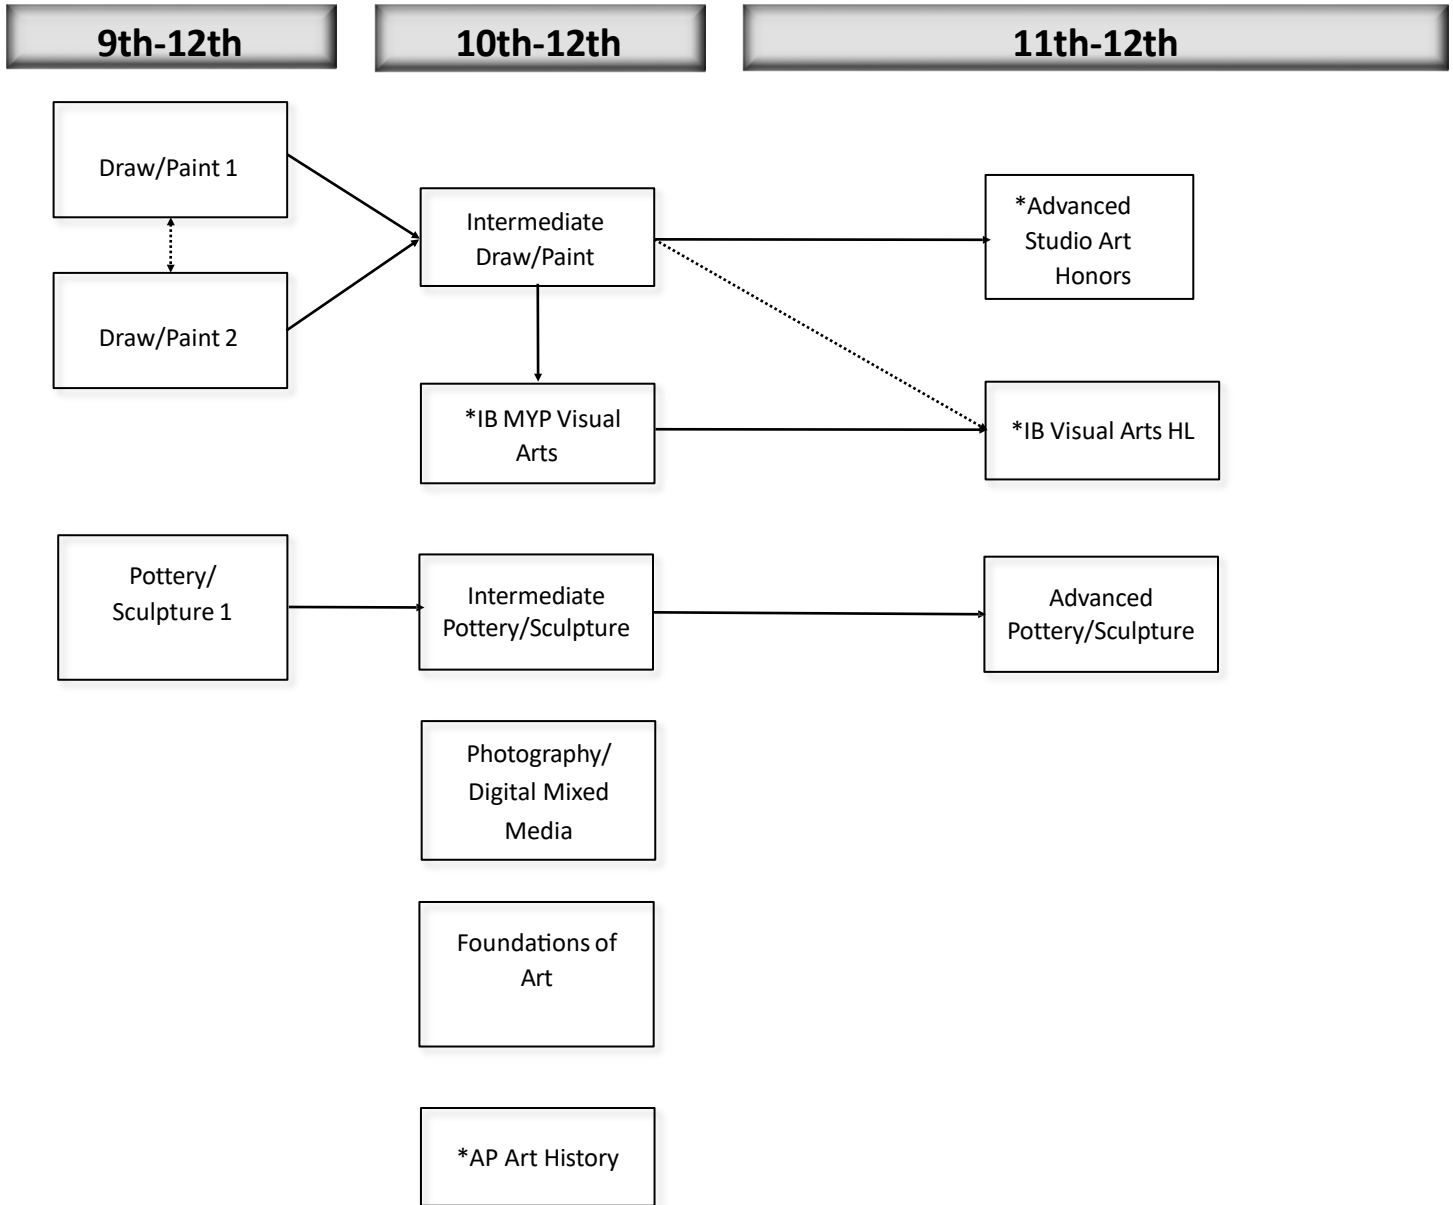 9th-12th
10th-12th
11th-12th
Draw/Paint 1
Draw/Paint 2
Intermediate
Draw/Paint
*Advanced
Studio Art
Honors
*IB MYP Visual
Arts
*IB Visual Arts HL
Pottery/
Sculpture 1
Intermediate
Pottery/Sculpture
Advanced
Pottery/Sculpture
Photography/
Digital Mixed
Media
Foundations of
Art
*AP Art History